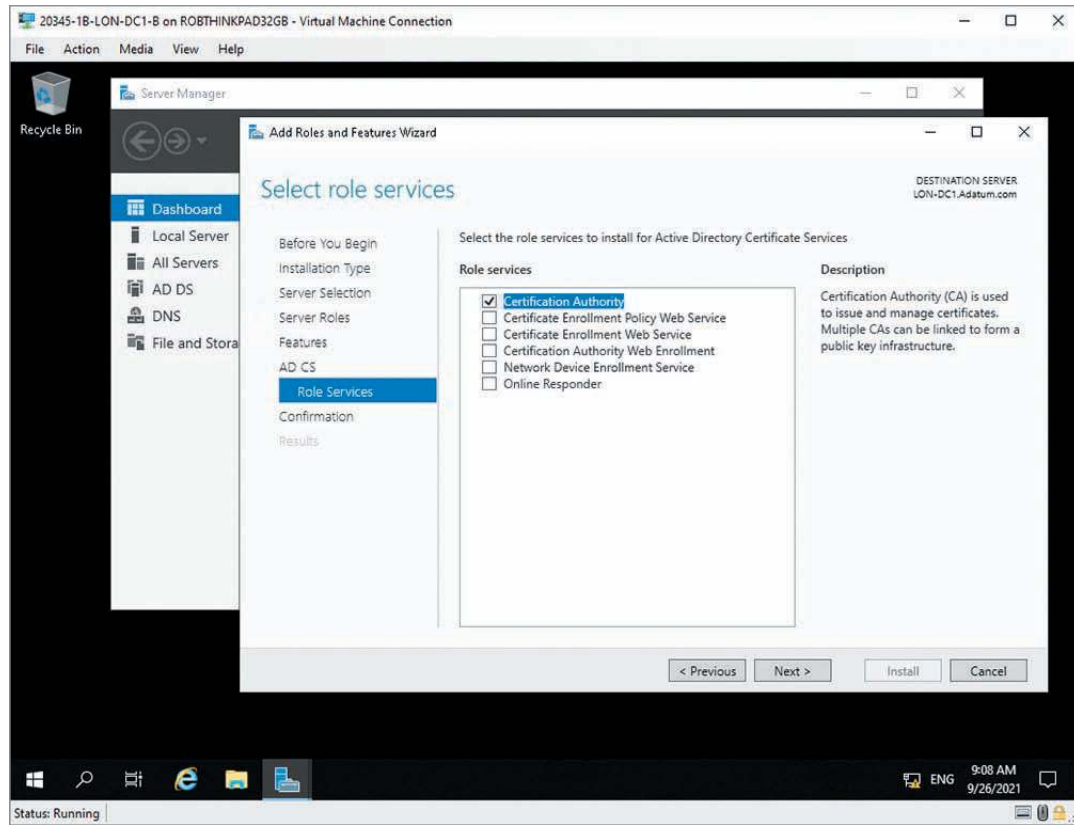 20345-1B-LON-DC1-B on ROBTHINKPAD32GB - Virtual Machine Connection
File Action Media View Help
Recycle Bin
Server Manager
Add Roles and Features Wizard
Select role services
DESTINATION SERVER
LON-DC1.Adatum.com
Dashboard
Local Server
All Servers
AD DS
DNS
File and Stora
Before You Begin
Installation Type
Server Selection
Server Roles
Features
AD CS
Role Services
Confirmation
Results
Select the role services to install for Active Directory Certificate Services
Role services
Certification Authority
Certificate Enrollment Policy Web Service
Certificate Enrollment Web Service
Certification Authority Web Enrollment
Network Device Enrollment Service
Online Responder
Description
Certification Authority (CA) is used
to issue and manage certificates.
Multiple CAs can be linked to form a
public key infrastructure.
< Previous Next > Install Cancel
ENG
9:08 AM
9/26/2021
Status: Running